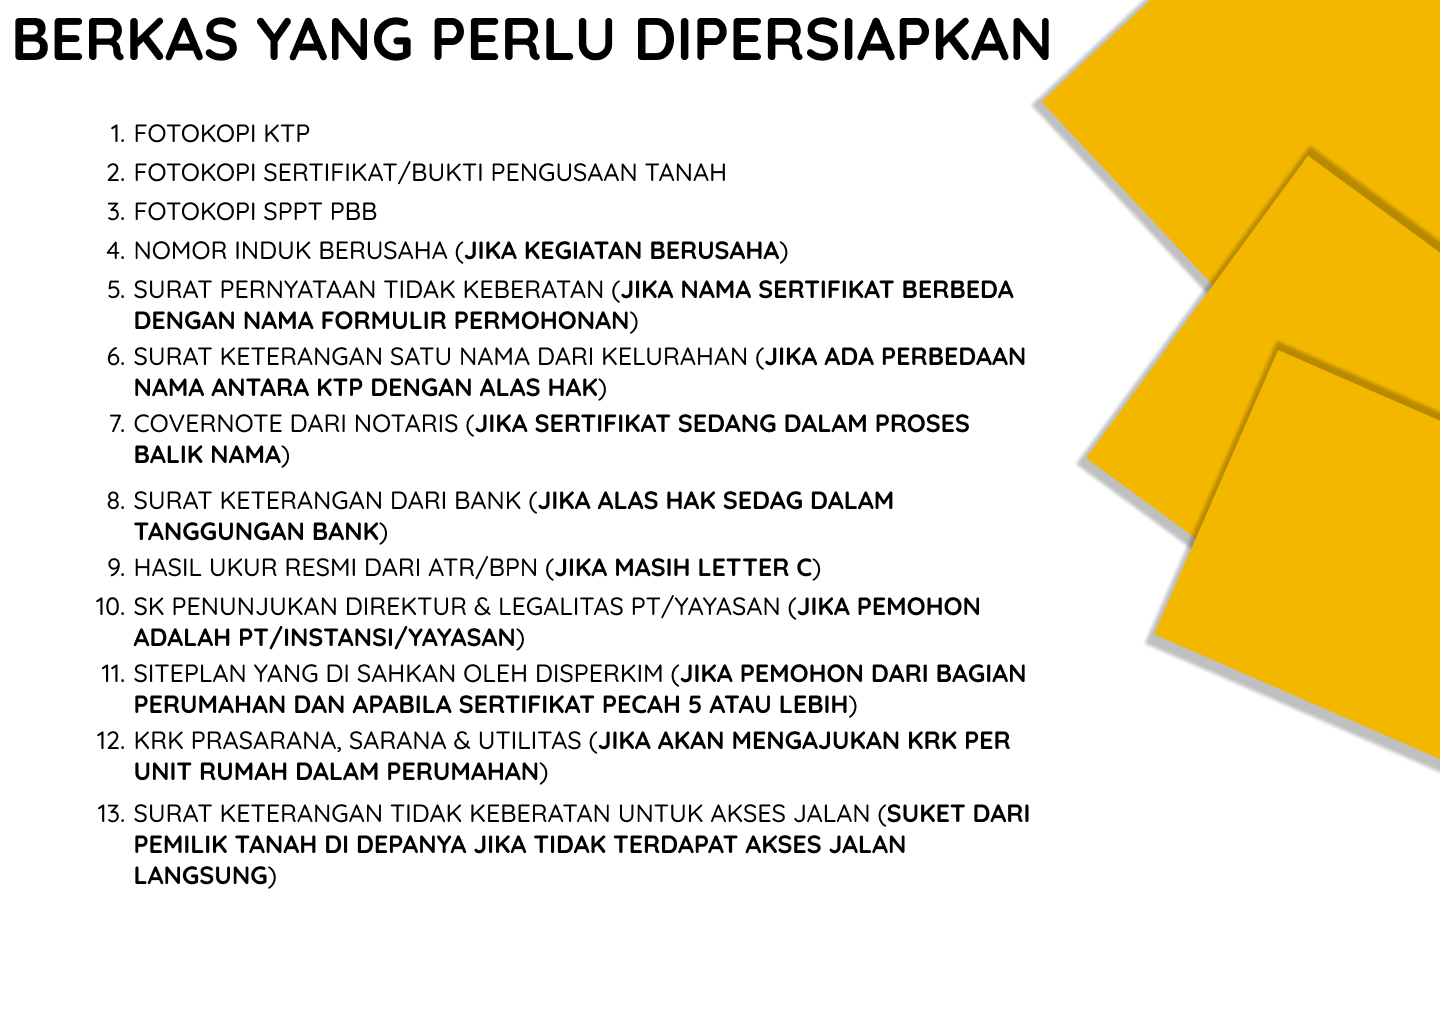 BERKAS YANG PERLU DIPERSIAPKAN
1. FOTOKOPI KTP
2. FOTOKOPI SERTIFIKAT/BUKTI PENGUSAAN TANAH
3. FOTOKOPI SPPT PBB
4. NOMOR INDUK BERUSAHA (JIKA KEGIATAN BERUSAHA)
5. SURAT PERNYATAAN TIDAK KEBERATAN (JIKA NAMA SERTIFIKAT BERBEDA
DENGAN NAMA FORMULIR PERMOHONAN)
6. SURAT KETERANGAN SATU NAMA DARI KELURAHAN (JIKA ADA PERBEDAAN
NAMA ANTARA KTP DENGAN ALAS HAK)
7. COVERNOTE DARI NOTARIS (JIKA SERTIFIKAT SEDANG DALAM PROSES
BALIK NAMA)
8. SURAT KETERANGAN DARI BANK (JIKA ALAS HAK SEDAG DALAM
TANGGUNGAN BANK)
9. HASIL UKUR RESMI DARI ATR/BPN (JIKA MASIH LETTER C)
10. SK PENUNJUKAN DIREKTUR & LEGALITAS PT/YAYASAN (JIKA PEMOHON
ADALAH PT/INSTANSI/YAYASAN)
11. SITEPLAN YANG DI SAHKAN OLEH DISPERKIM (JIKA PEMOHON DARI BAGIAN
PERUMAHAN DAN APABILA SERTIFIKAT PECAH 5 ATAU LEBIH)
12. KRK PRASARANA, SARANA & UTILITAS (JIKA AKAN MENGAJUKAN KRK PER
UNIT RUMAH DALAM PERUMAHAN)
13. SURAT KETERANGAN TIDAK KEBERATAN UNTUK AKSES JALAN (SUKET DARI
PEMILIK TANAH DI DEPANYA JIKA TIDAK TERDAPAT AKSES JALAN
LANGSUNG)